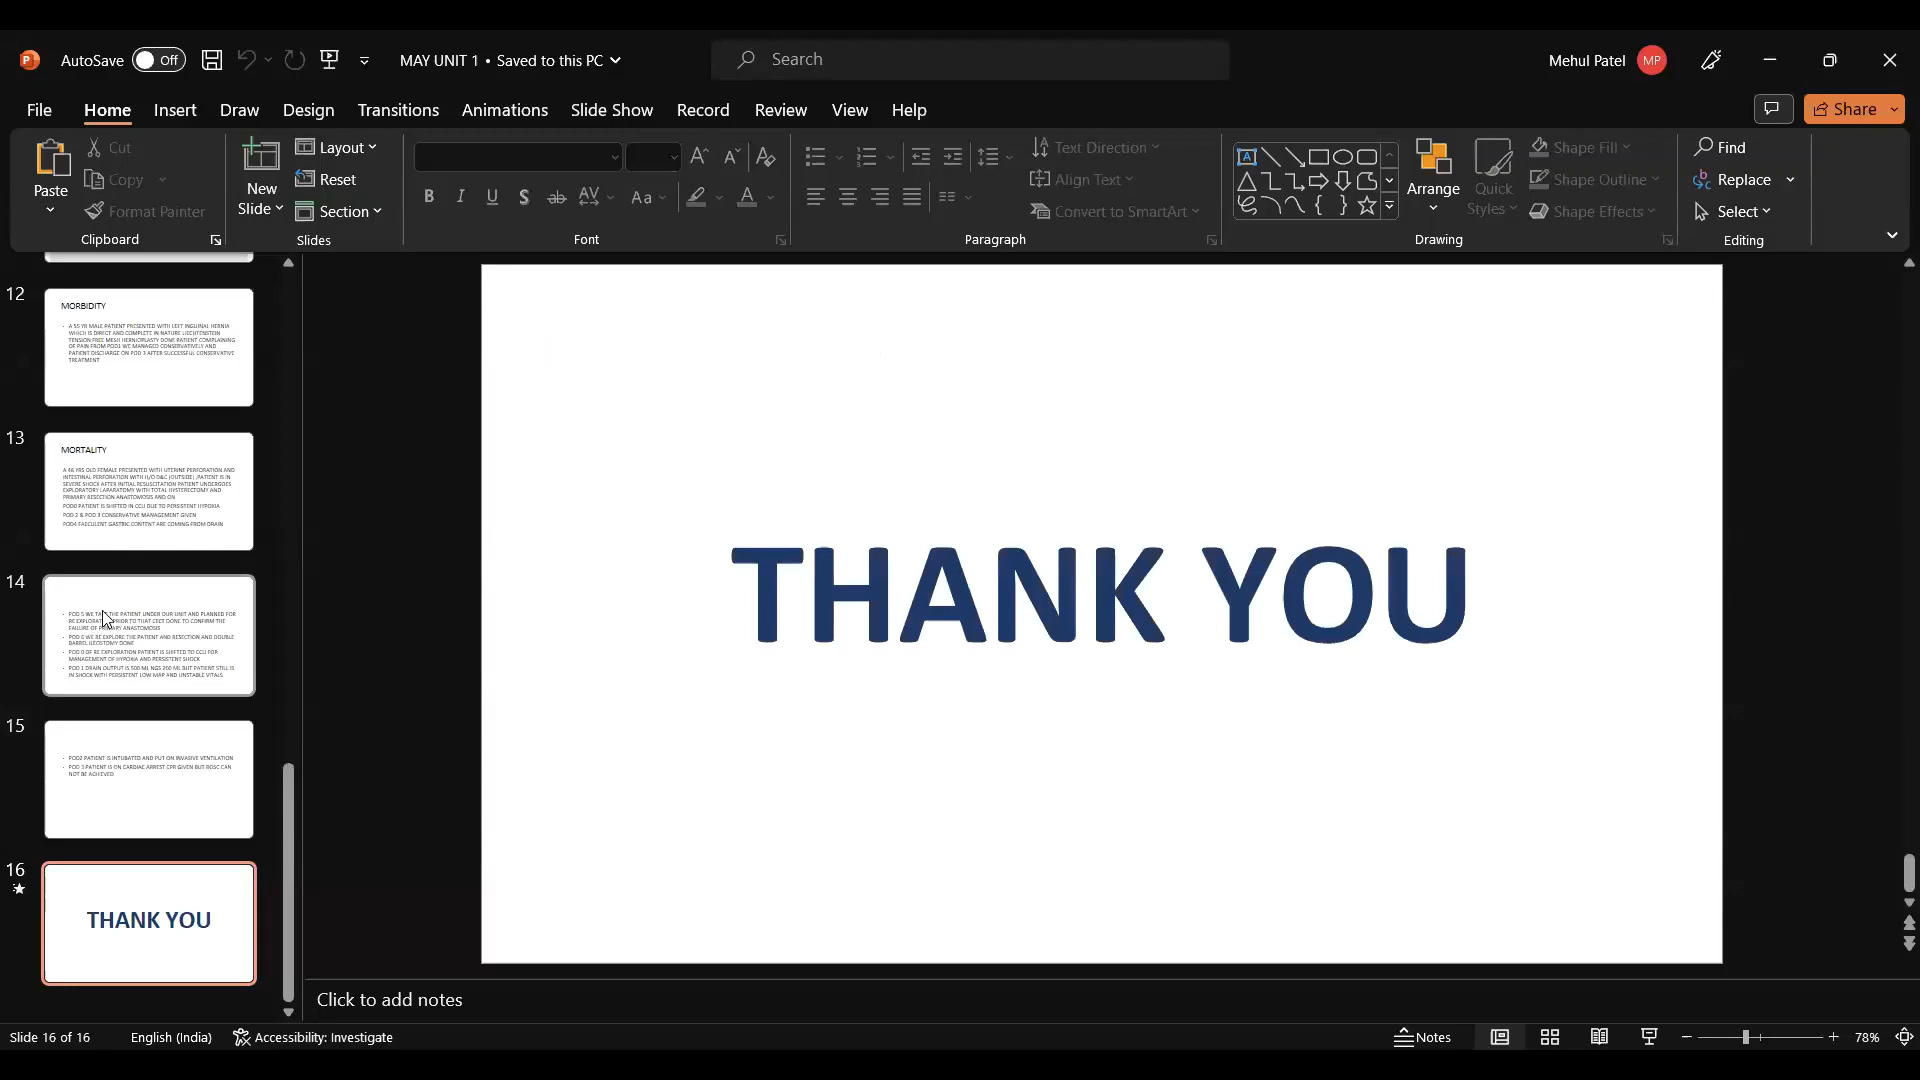 AutoSave Off MAY UNIT 1 • Saved to this PC Search Mehul Patel MP
File Home Insert Draw Design Transitions Animations Slide Show Record Review View Help Share
Paste Cut Copy Format Painter Clipboard
New Slide Layout Reset Section Slides
B I U S ab AV Aa A Font
Paragraph
Text Direction
Align Text
Convert to SmartArt
Arrange Quick Styles Drawing
Shape Fill
Shape Outline
Shape Effects
Find
Replace
Select
Editing
12
MORBIDITY
A 55 YR MALE PATIENT PRESENTED WITH LEFT INGUINAL HERNIA
WHICH IS DIRECT AND COMPLETE IN NATURE LIECHTENSTEIN
TENSION FREE MESH HERNIOPLASTY DONE PATIENT COMPLAINING
OF PAIN FROM POD1 WE MANAGED CONSERVATIVELY AND
PATIENT DISCHARGE ON POD 3 AFTER SUCCESSFUL CONSERVATIVE
TREATMENT
13
MORTALITY
A 46 YRS OLD FEMALE PRESENTED WITH UTERINE PERFORATION AND
INTESTINAL PERFORATION WITH H/O D&C (OUTSIDE) ,PATIENT IS IN
SEVERE SHOCK AFTER INITIAL RESUSCITATION PATIENT UNDERGOES
EXPLORATORY LAPARATOMY WITH TOTAL HYSTERECTOMY AND
PRIMARY RESECTION ANASTOMOSIS AND ON
POD0 PATIENT IS SHIFTED IN CCU DUE TO PERSISTENT HYPOXIA
POD 2 & POD 3 CONSERVATIVE MANAGEMENT GIVEN
POD4 FAECULENT GASTRIC CONTENT ARE COMING FROM DRAIN
14
POD 5 WE THE PATIENT UNDER OUR UNIT AND PLANNED FOR
RE EXPLORATION PRIOR TO THAT CECT DONE TO CONFIRM THE
FAILURE OF PRIMARY ANASTOMOSIS
POD 6 WE RE EXPLORE THE PATIENT AND RESECTION AND DOUBLE
BARREL ILEOSTOMY DONE
POD 0 OF RE EXPLORATION PATIENT IS SHIFTED TO CCU FOR
MANAGEMENT OF HYPOXIA AND PERSISTENT SHOCK
POD 1 DRAIN OUTPUT IS 500 ML NGS 200 ML BUT PATIENT STILL IS
IN SHOCK WITH PERSISTENT LOW MAP AND UNSTABLE VITALS
15
POD2 PATIENT IS INTUBATED AND PUT ON INVASIVE VENTILATION
POD 3 PATIENT IS ON CARDIAC ARREST CPR GIVEN BUT ROSC CAN
NOT BE ACHIEVED
16
THANK YOU
THANK YOU
Click to add notes
Slide 16 of 16 English (India) Accessibility: Investigate Notes 78%